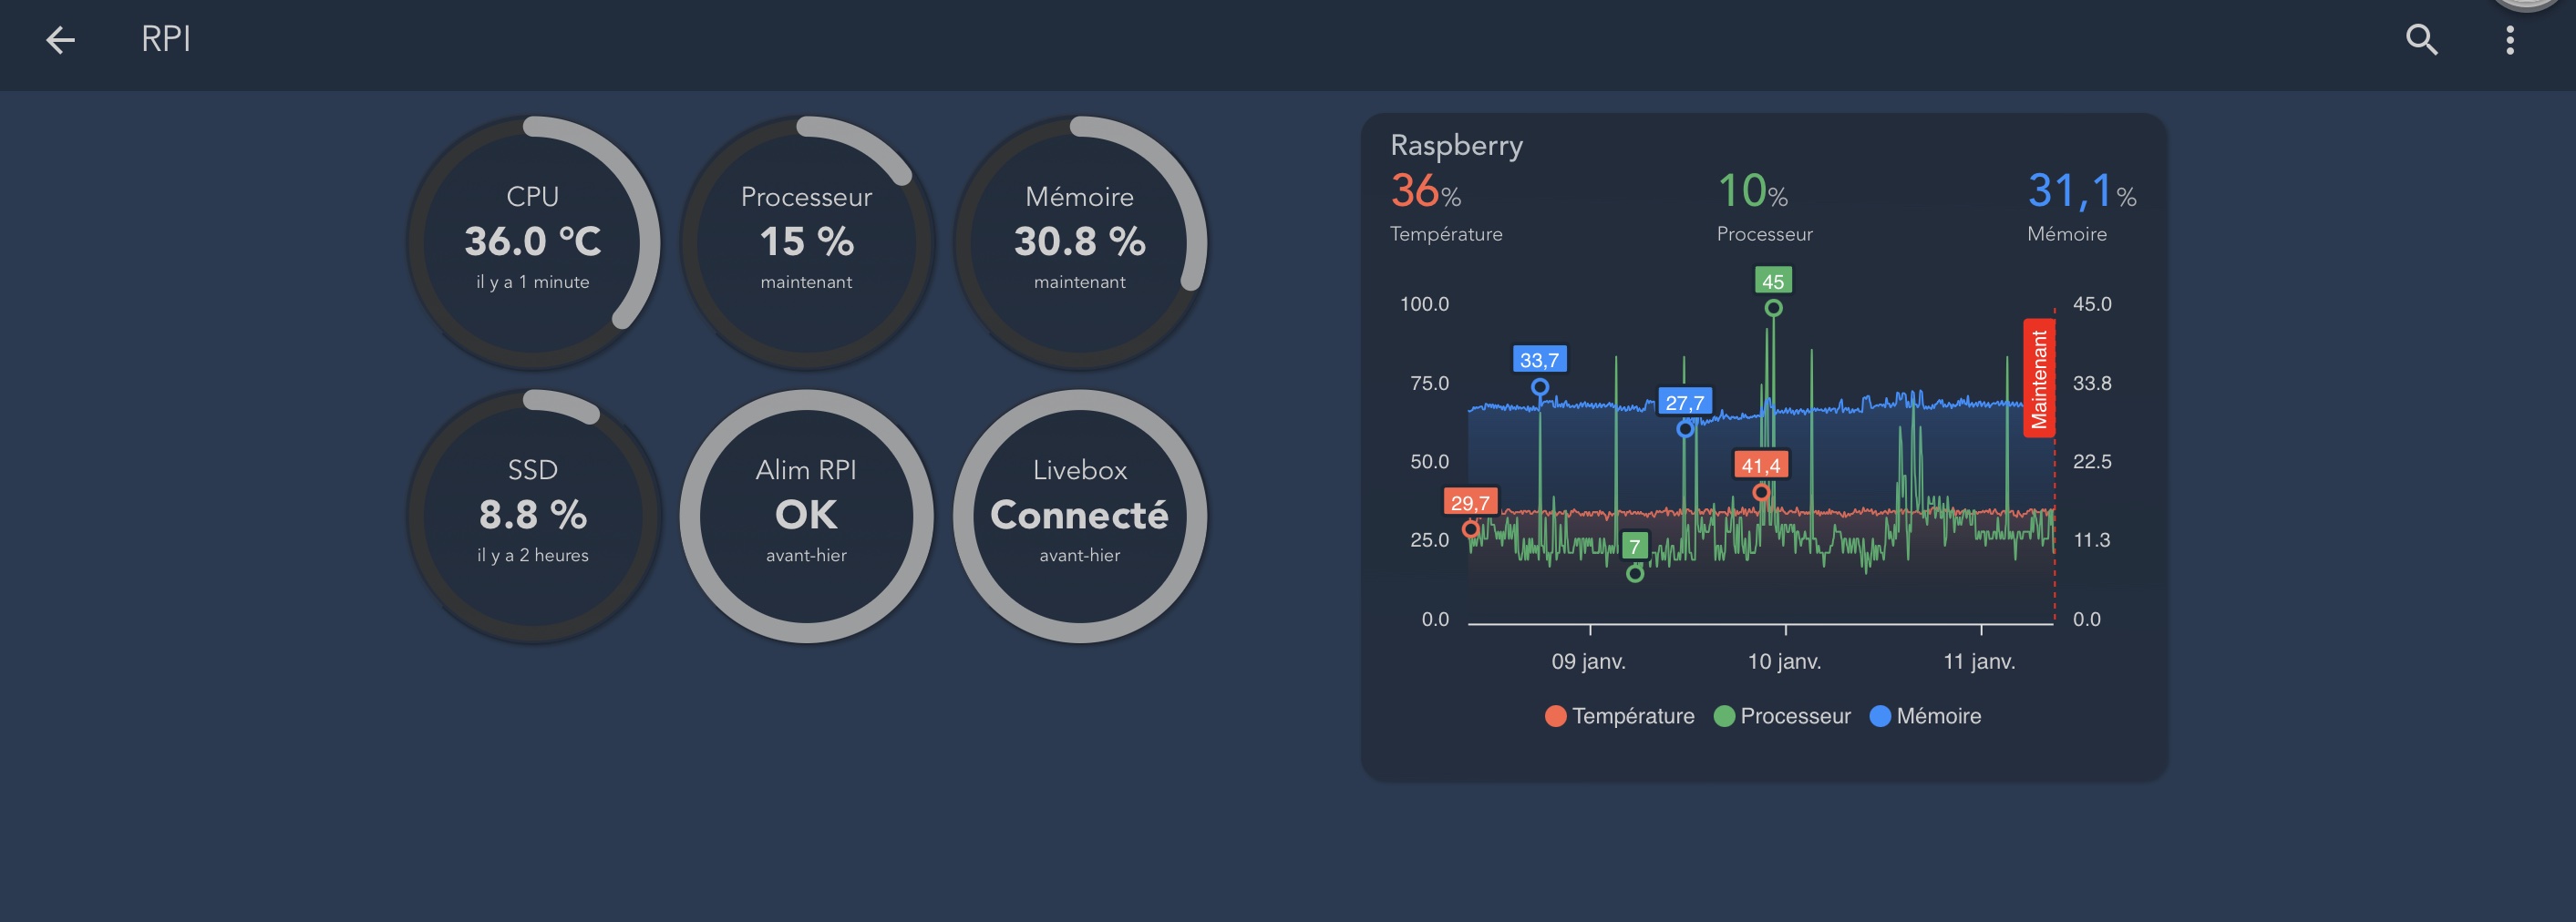 RPI
CPU
36.0 °C
il y a 1 minute
Processeur
15 %
maintenant
Mémoire
30.8 %
maintenant
SSD
8.8 %
il y a 2 heures
Alim RPI
OK
avant-hier
Livebox
Connecté
avant-hier
Raspberry
36%
Température
10%
Processeur
31,1%
Mémoire
100.0
75.0
50.0
25.0
0.0
29,7
33,7
7
27,7
41,4
45
Maintenant
45.0
33.8
22.5
11.3
0.0
09 janv.
10 janv.
11 janv.
Température
Processeur
Mémoire